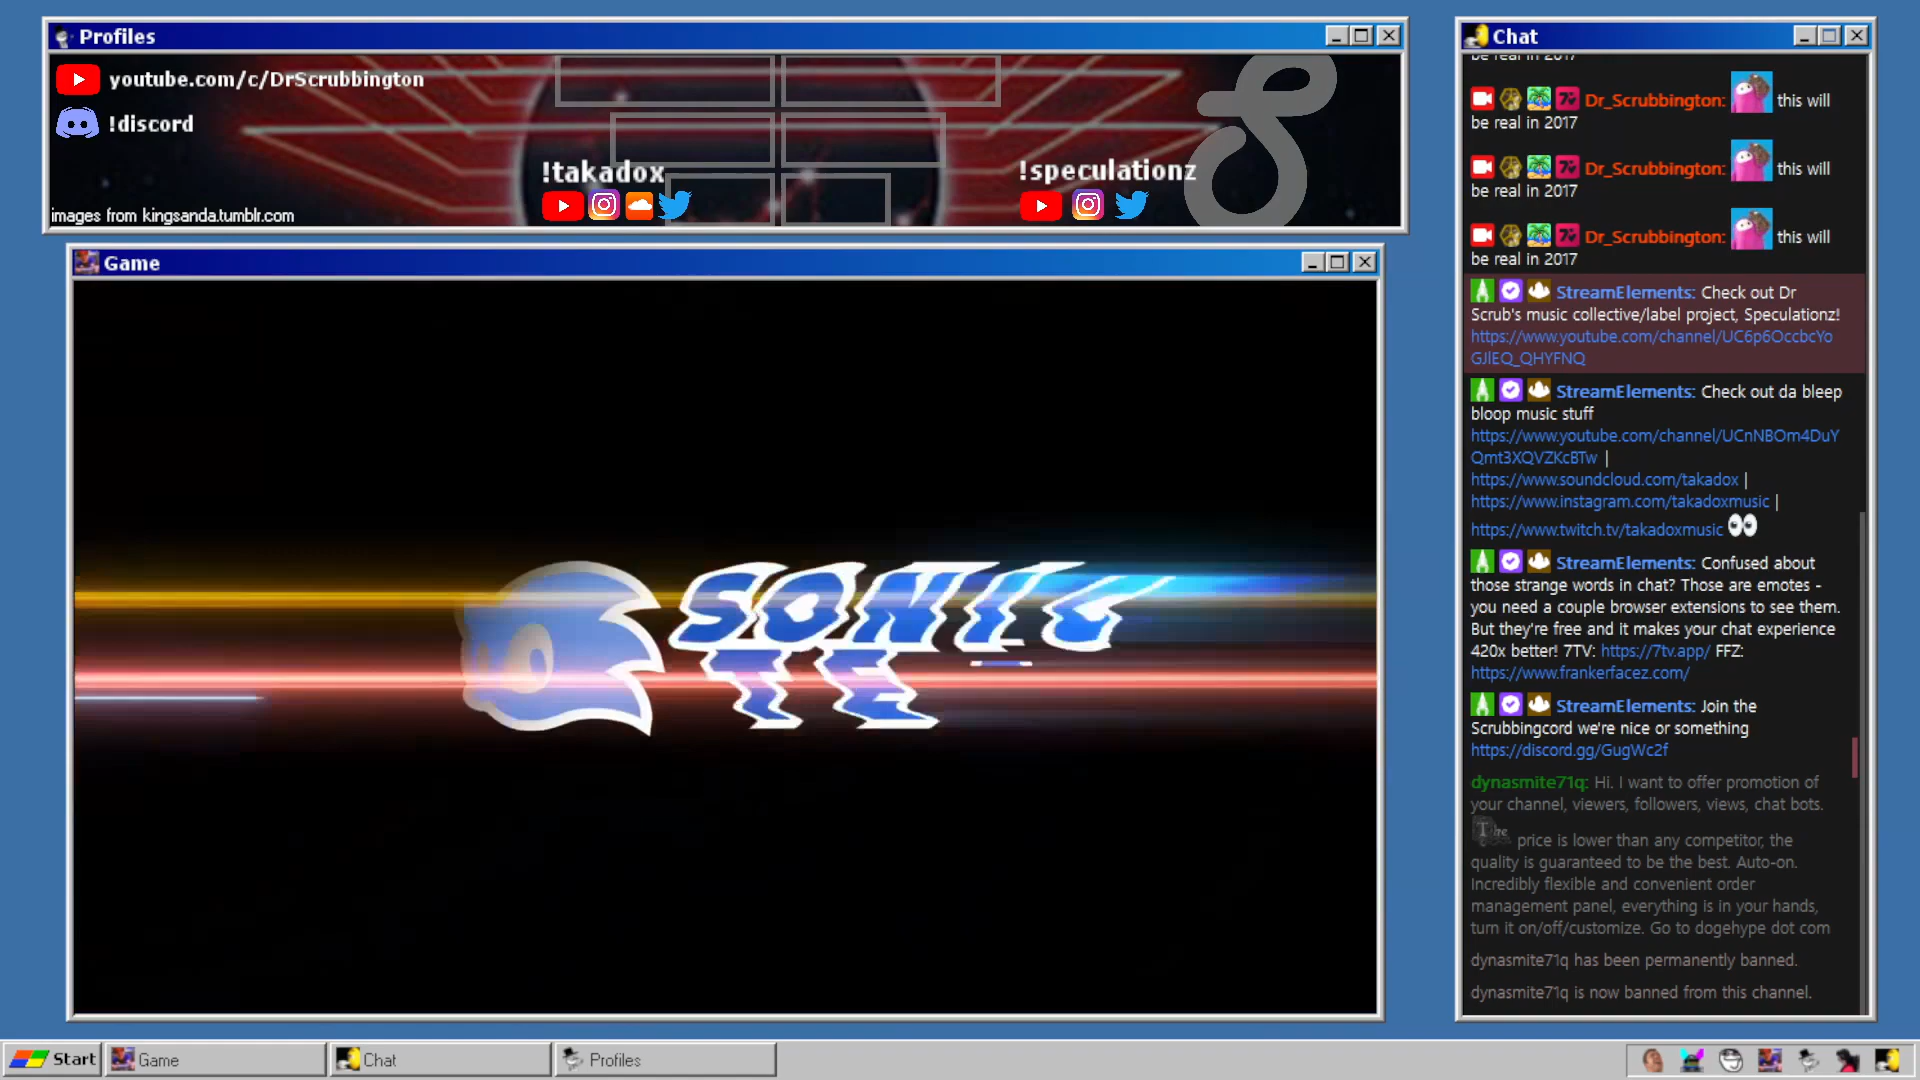 Profiles
youtube.com/c/DrScrubbington
!discord
!takadox
!speculationz
images from kingsanda.tumblr.com
Game
SONIC
TE
Chat
be real in 2017
Dr_Scrubbington: this will
be real in 2017
Dr_Scrubbington: this will
be real in 2017
Dr_Scrubbington: this will
be real in 2017
StreamElements: Check out Dr
Scrub's music collective/label project, Speculationz!
https://www.youtube.com/channel/UC6p6OccbcYo
GJlEQ_QHYFNQ
StreamElements: Check out da bleep
bloop music stuff
https://www.youtube.com/channel/UCnNBOm4DuY
Qmt3XQVZKcBTw |
https://www.soundcloud.com/takadox |
https://www.instagram.com/takadoxmusic |
https://www.twitch.tv/takadoxmusic
StreamElements: Confused about
those strange words in chat? Those are emotes -
you need a couple browser extensions to see them.
But they're free and it makes your chat experience
420x better! 7TV: https://7tv.app/ FFZ:
https://www.frankerfacez.com/
StreamElements: Join the
Scrubbingcord we're nice or something
https://discord.gg/GugWc2f
dynasmite71q: Hi. I want to offer promotion of
your channel, viewers, followers, views, chat bots.
The price is lower than any competitor, the
quality is guaranteed to be the best. Auto-on.
Incredibly flexible and convenient order
management panel, everything is in your hands,
turn it on/off/customize. Go to dogehype dot com
dynasmite71q has been permanently banned.
dynasmite71q is now banned from this channel.
Start
Game
Chat
Profiles